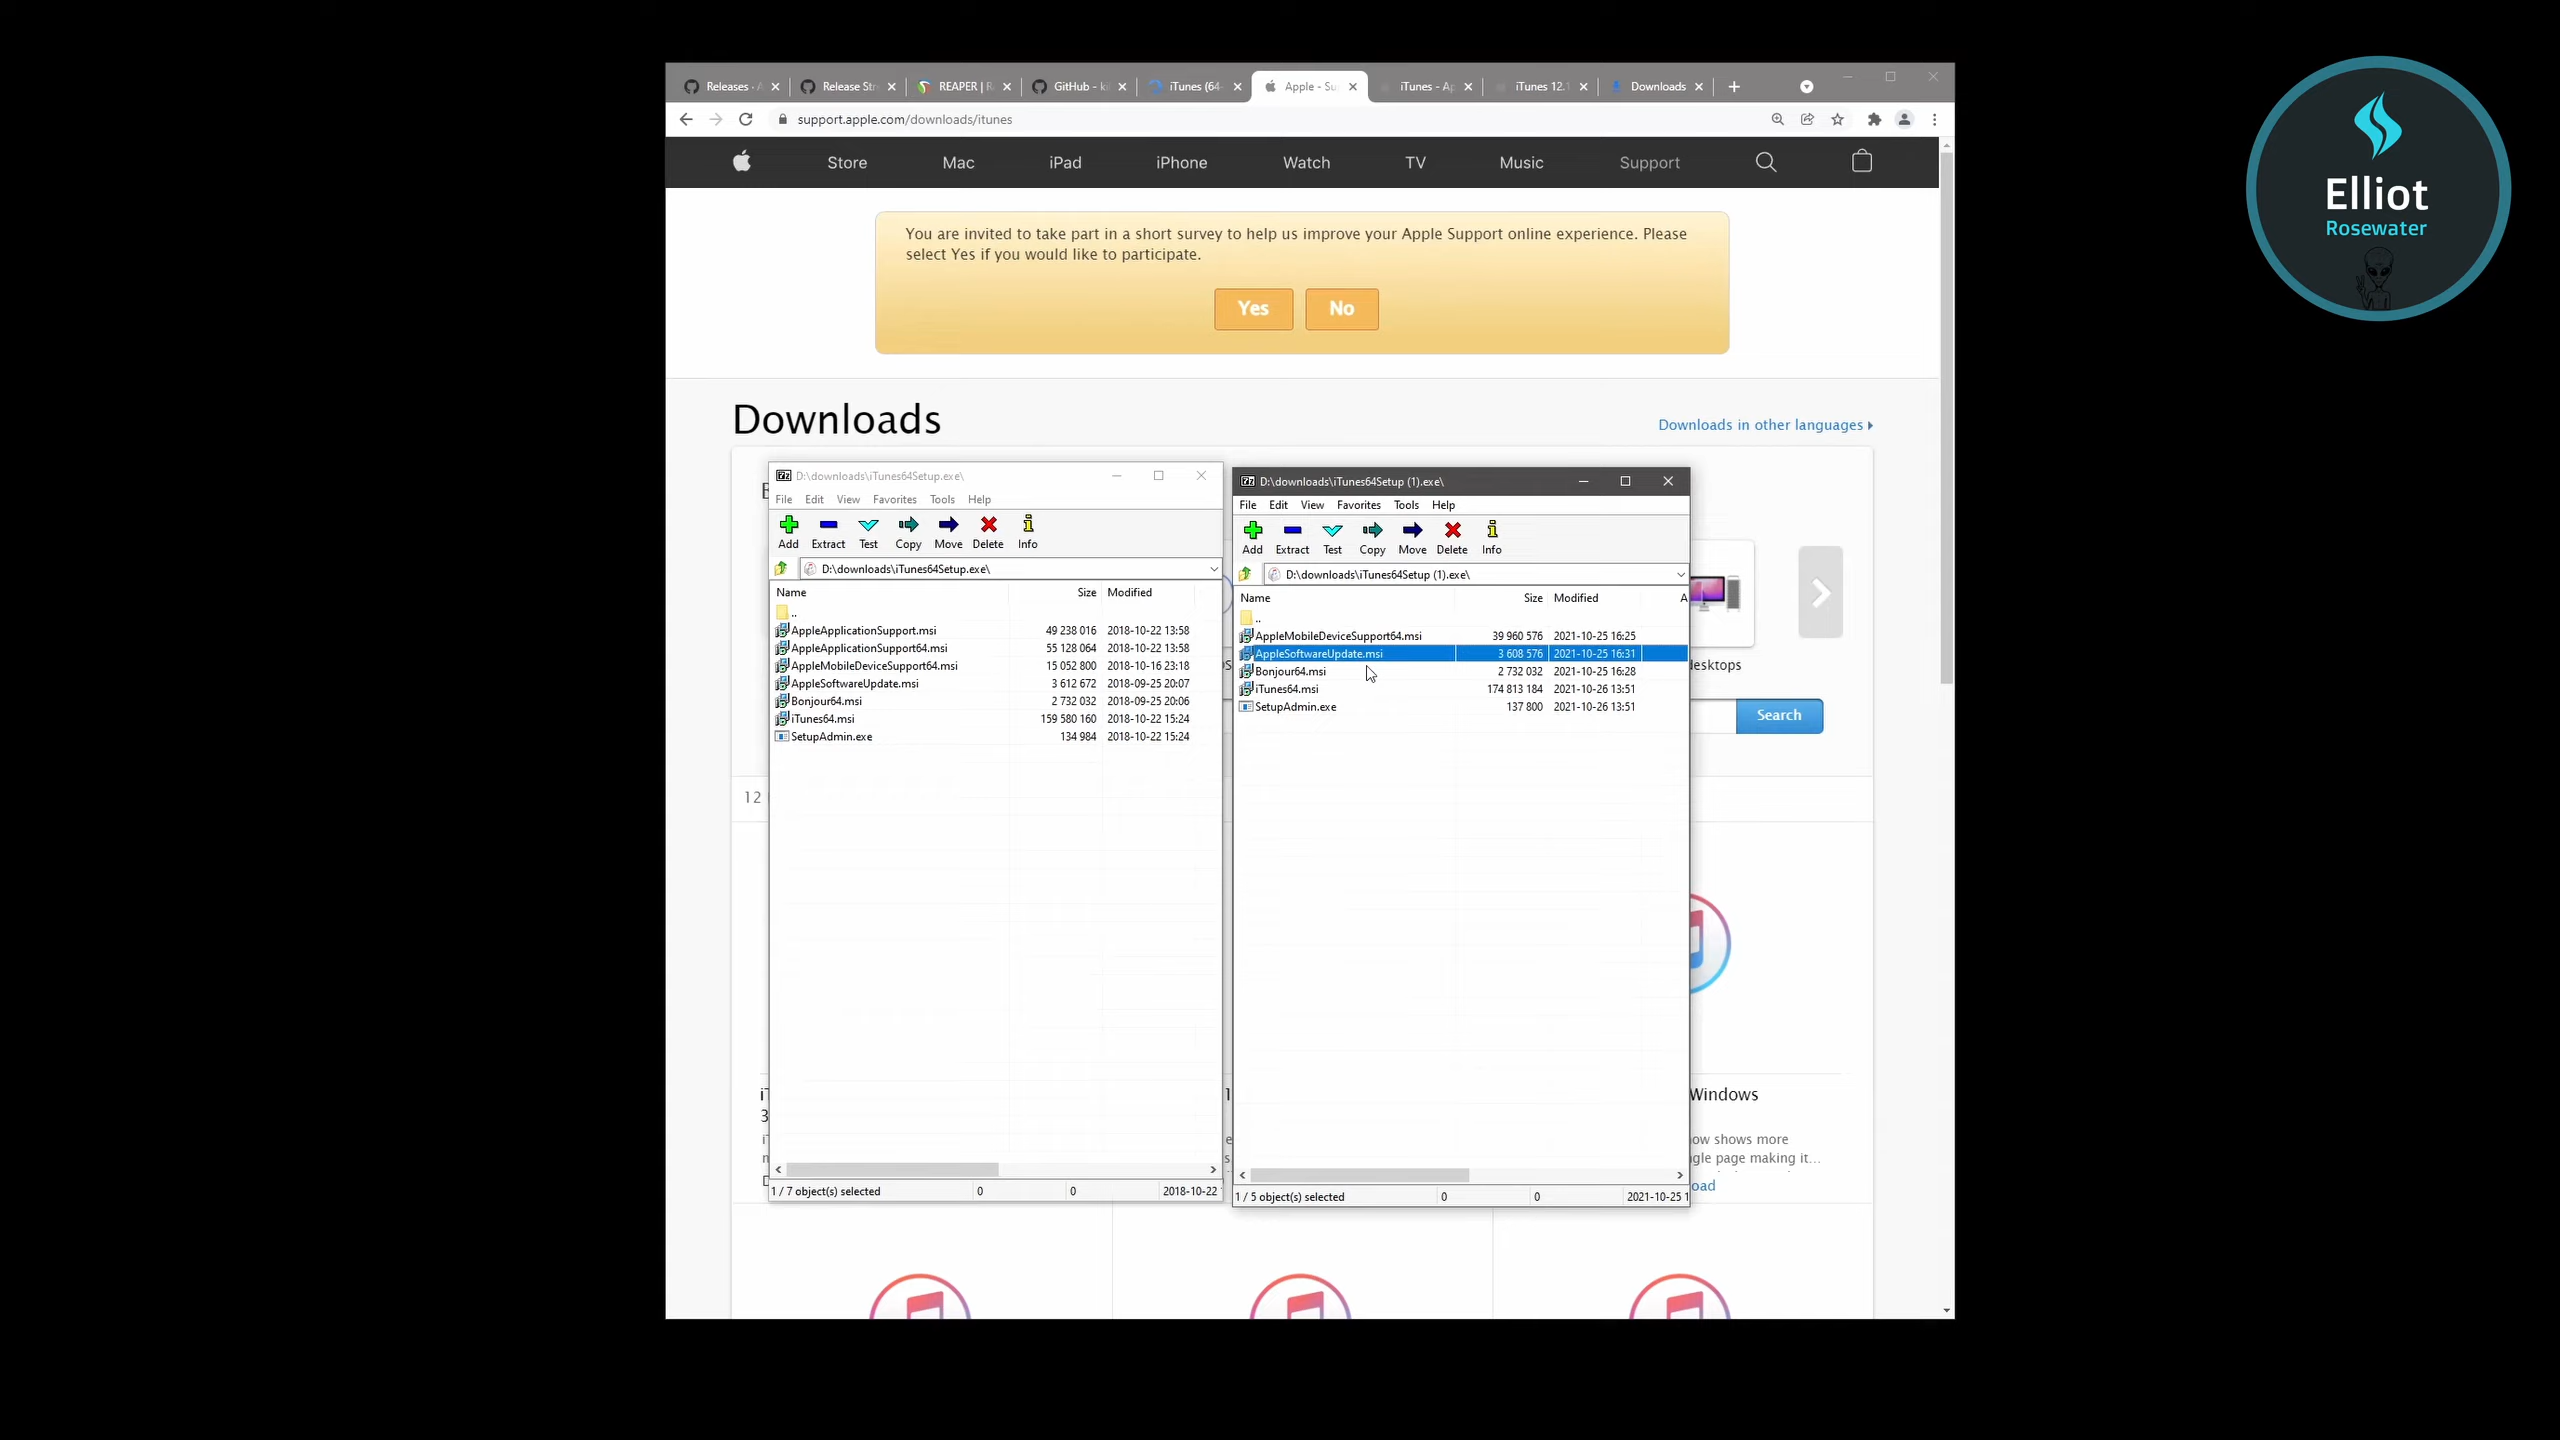 Releases · A
Release Str
REAPER | R
GitHub - ki
iTunes (64-
Apple - Su
iTunes - Ap
iTunes 12.1
Downloads
support.apple.com/downloads/itunes
Store Mac iPad iPhone Watch TV Music Support
You are invited to take part in a short survey to help us improve your Apple Support online experience. Please
select Yes if you would like to participate.
Yes No
Downloads
Downloads in other languages
D:\downloads\iTunes64Setup.exe\
File Edit View Favorites Tools Help
Add Extract Test Copy Move Delete Info
D:\downloads\iTunes64Setup.exe\
Name Size Modified
..
AppleApplicationSupport.msi 49 238 016 2018-10-22 13:58
AppleApplicationSupport64.msi 55 128 064 2018-10-22 13:58
AppleMobileDeviceSupport64.msi 15 052 800 2018-10-16 23:18
AppleSoftwareUpdate.msi 3 612 672 2018-09-25 20:07
Bonjour64.msi 2 732 032 2018-09-25 20:06
iTunes64.msi 159 580 160 2018-10-22 15:24
SetupAdmin.exe 134 984 2018-10-22 15:24
1 / 7 object(s) selected 0 0 2018-10-22
D:\downloads\iTunes64Setup (1).exe\
File Edit View Favorites Tools Help
Add Extract Test Copy Move Delete Info
D:\downloads\iTunes64Setup (1).exe\
Name Size Modified A
..
AppleMobileDeviceSupport64.msi 39 960 576 2021-10-25 16:25
AppleSoftwareUpdate.msi 3 608 576 2021-10-25 16:31
Bonjour64.msi 2 732 032 2021-10-25 16:28
iTunes64.msi 174 813 184 2021-10-26 13:51
SetupAdmin.exe 137 800 2021-10-26 13:51
1 / 5 object(s) selected 0 0 2021-10-25 1
desktops
Search
12
Windows
3
ow shows more
ngle page making it...
oad
Elliot
Rosewater